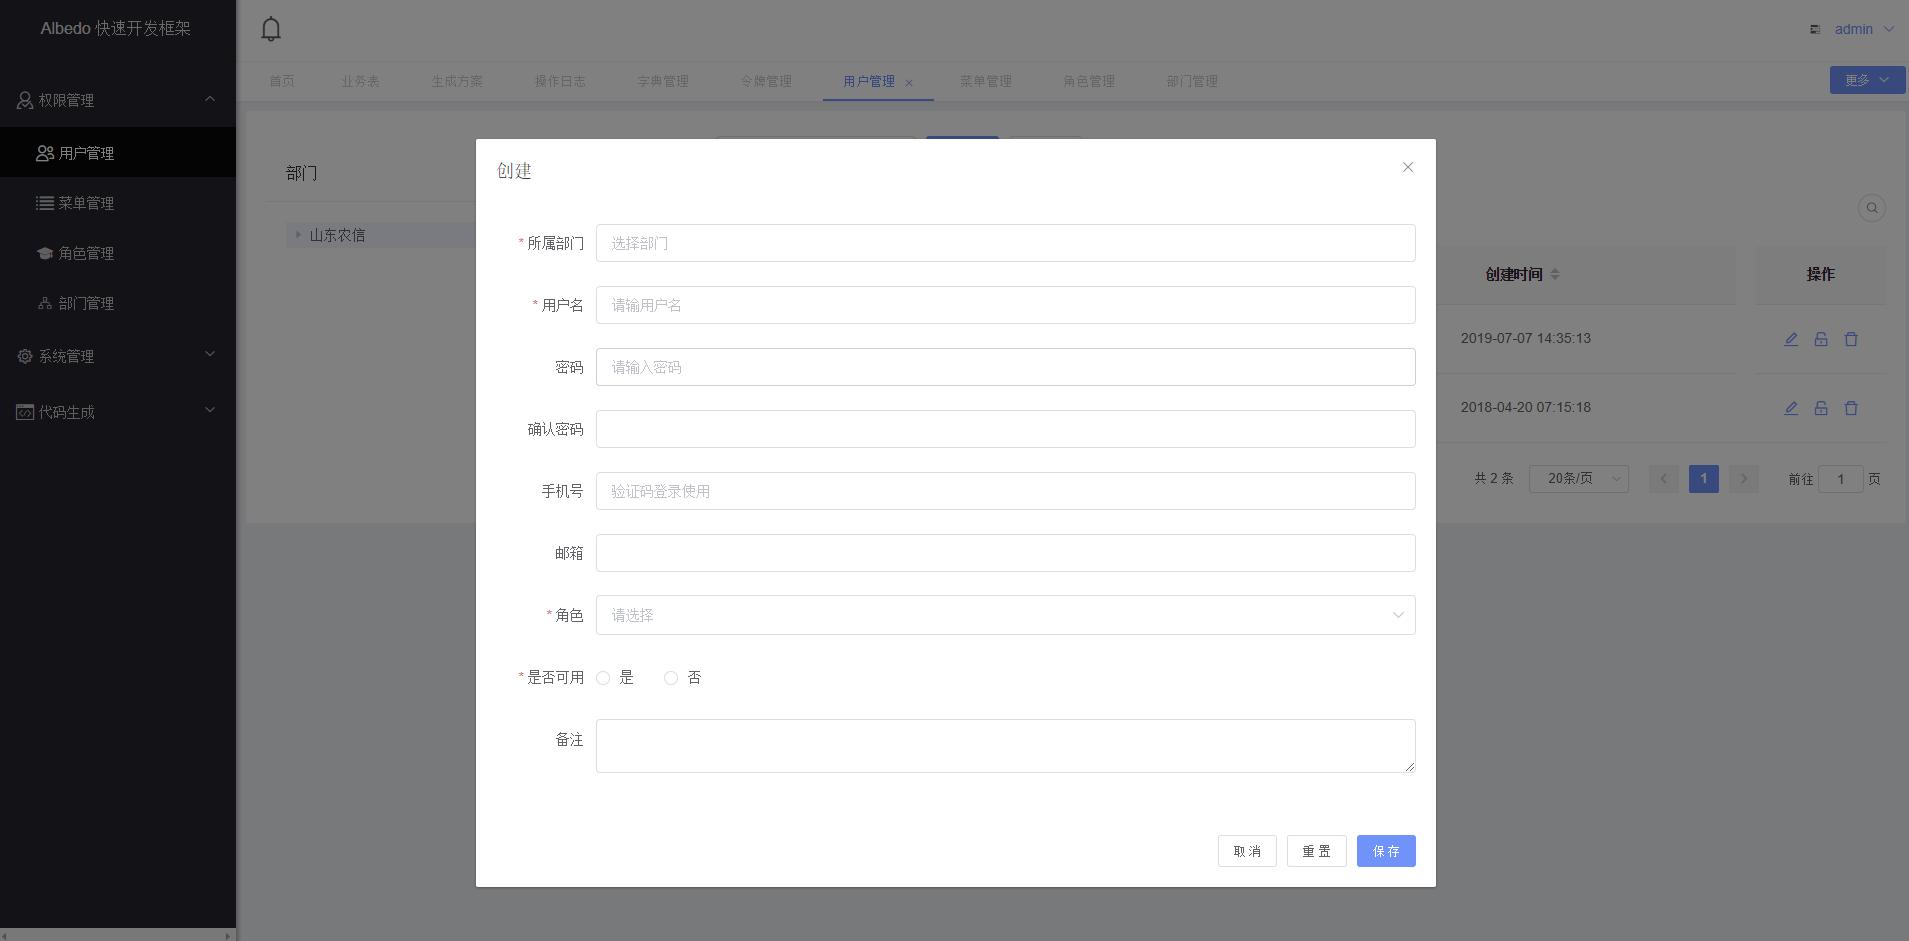 Albedo 快速开发框架
admin
首页 业务表 生成方案 操作日志 字典管理 令牌管理 用户管理 菜单管理 角色管理 部门管理 更多
权限管理
用户管理
菜单管理
角色管理
部门管理
系统管理
代码生成
部门
山东农信
创建时间 操作
2019-07-07 14:35:13
2018-04-20 07:15:18
共 2 条 20条/页 1 前往 1 页
创建
* 所属部门 选择部门
* 用户名 请输用户名
密码 请输入密码
确认密码
手机号 验证码登录使用
邮箱
* 角色 请选择
* 是否可用 是 否
备注
取 消 重 置 保 存